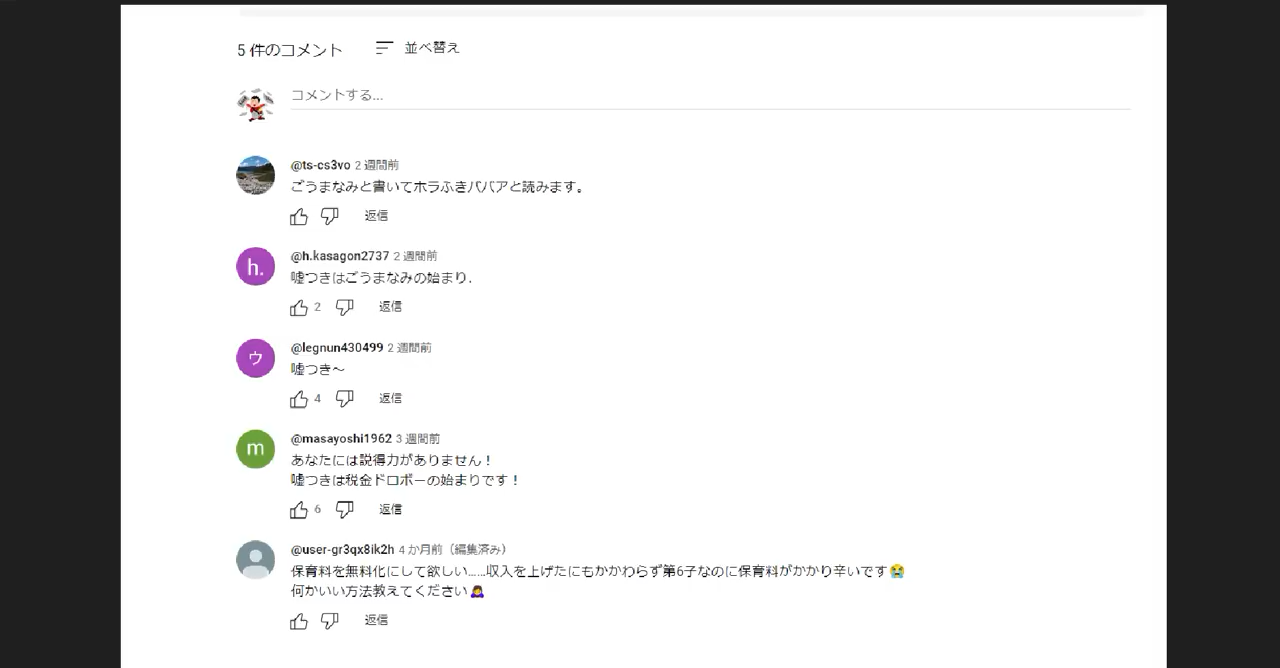 5 件のコメント
並べ替え
コメントする...
@ts-cs3vo 2 週間前
ごうまなみと書いてホラふきババアと読みます。
返信
h.
@h.kasagon2737 2 週間前
嘘つきはごうまなみの始まり.
2
返信
ウ
@legnun430499 2 週間前
嘘つき〜
4
返信
m
@masayoshi1962 3 週間前
あなたには説得力がありません！
嘘つきは税金ドロボーの始まりです！
6
返信
@user-gr3qx8ik2h 4 か月前（編集済み）
保育料を無料化にして欲しい……収入を上げたにもかかわらず第6子なのに保育料がかかり辛いです😭
何かいい方法教えてください🙇‍♀️
返信